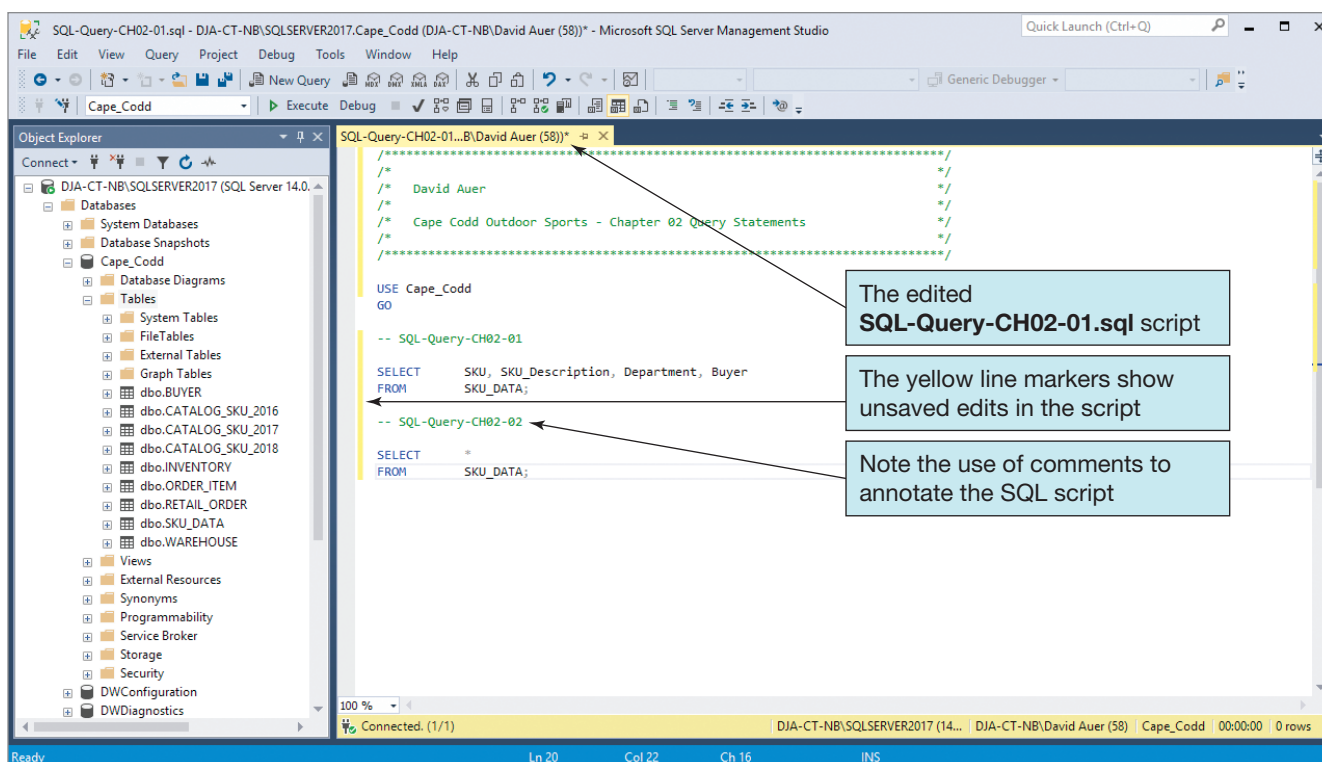 SQL-Query-CH02-01.sql - DJA-CT-NB\SQLSERVER2017.Cape_Codd (DJA-CT-NB\David Auer (58))* - Microsoft SQL Server Management Studio
Quick Launch (Ctrl+Q)
File Edit View Query Project Debug Tools Window Help
New Query MDX DMX XMLA DAX Generic Debugger
Cape_Codd Execute Debug
Object Explorer
SQL-Query-CH02-01...B\David Auer (58))*
Connect
DJA-CT-NB\SQLSERVER2017 (SQL Server 14.0.
Databases
System Databases
Database Snapshots
Cape_Codd
Database Diagrams
Tables
System Tables
FileTables
External Tables
Graph Tables
dbo.BUYER
dbo.CATALOG_SKU_2016
dbo.CATALOG_SKU_2017
dbo.CATALOG_SKU_2018
dbo.INVENTORY
dbo.ORDER_ITEM
dbo.RETAIL_ORDER
dbo.SKU_DATA
dbo.WAREHOUSE
Views
External Resources
Synonyms
Programmability
Service Broker
Storage
Security
DWConfiguration
DWDiagnostics
/*****************************************************************************/
/* */
/* David Auer */
/* */
/* Cape Codd Outdoor Sports - Chapter 02 Query Statements */
/* */
/*****************************************************************************/
USE Cape_Codd
GO
-- SQL-Query-CH02-01
SELECT SKU, SKU_Description, Department, Buyer
FROM SKU_DATA;
-- SQL-Query-CH02-02
SELECT *
FROM SKU_DATA;
The edited
SQL-Query-CH02-01.sql script
The yellow line markers show
unsaved edits in the script
Note the use of comments to
annotate the SQL script
100 %
Connected. (1/1)
DJA-CT-NB\SQLSERVER2017 (14... DJA-CT-NB\David Auer (58) Cape_Codd 00:00:00 0 rows
Ready Ln 20 Col 22 Ch 16 INS